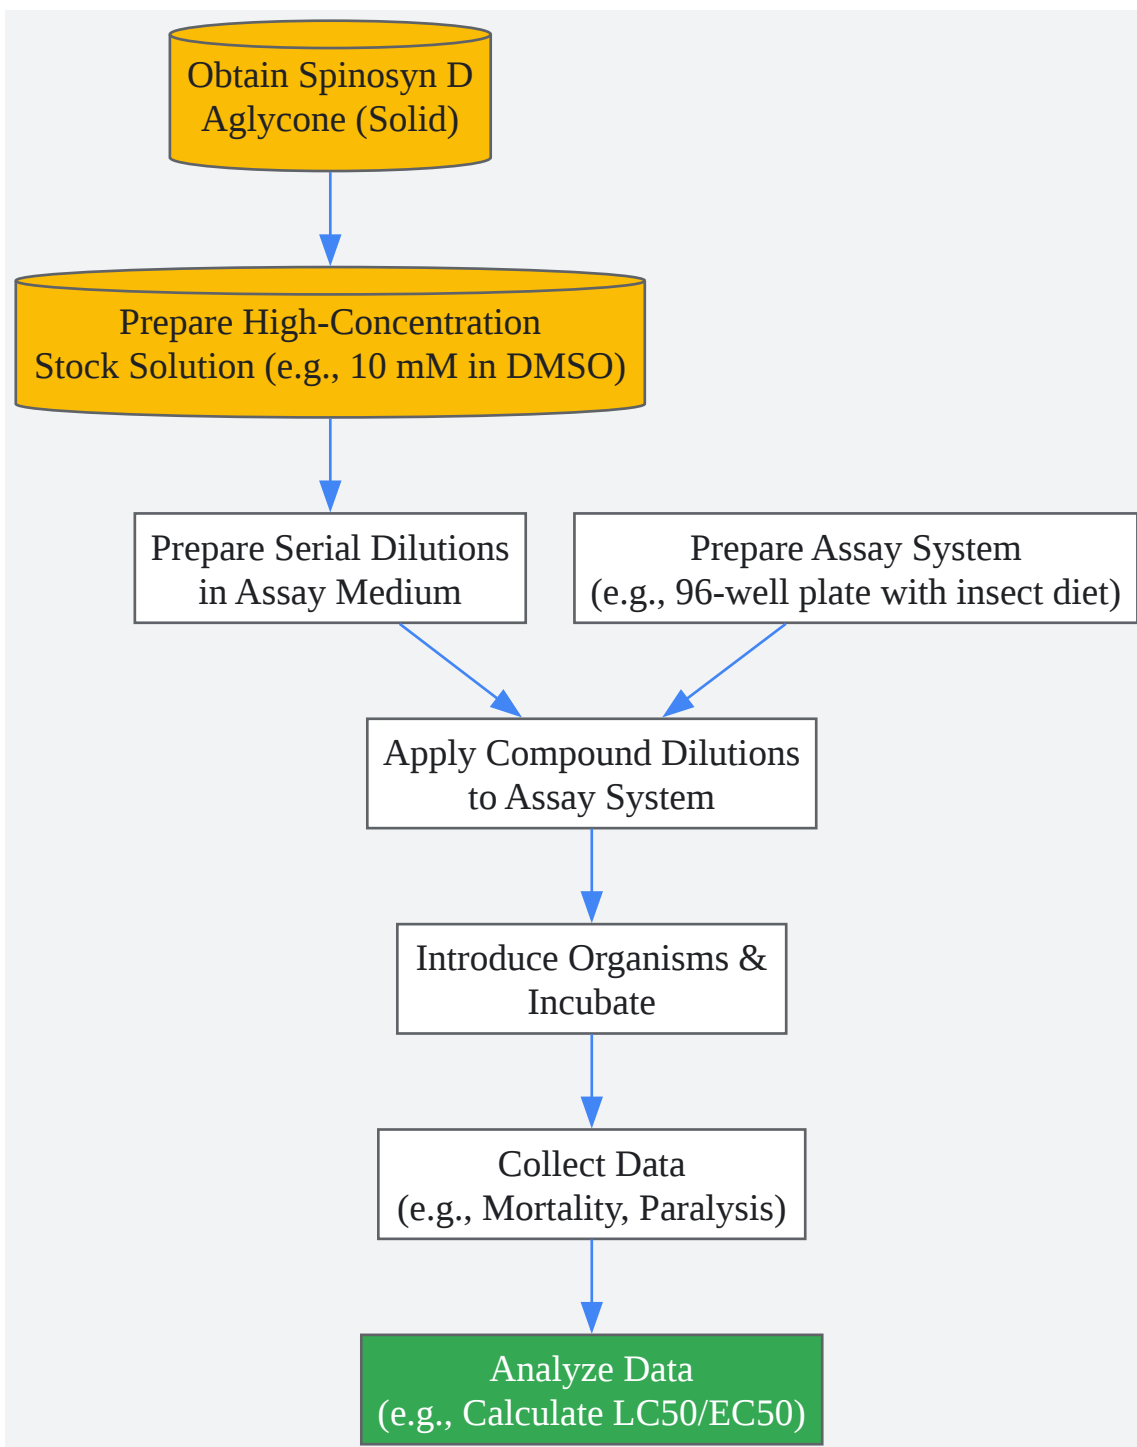 Obtain Spinosyn D
Aglycone (Solid)
Prepare High-Concentration
Stock Solution (e.g., 10 mM in DMSO)
Prepare Serial Dilutions
in Assay Medium
Prepare Assay System
(e.g., 96-well plate with insect diet)
Apply Compound Dilutions
to Assay System
Introduce Organisms &
Incubate
Collect Data
(e.g., Mortality, Paralysis)
Analyze Data
(e.g., Calculate LC50/EC50)